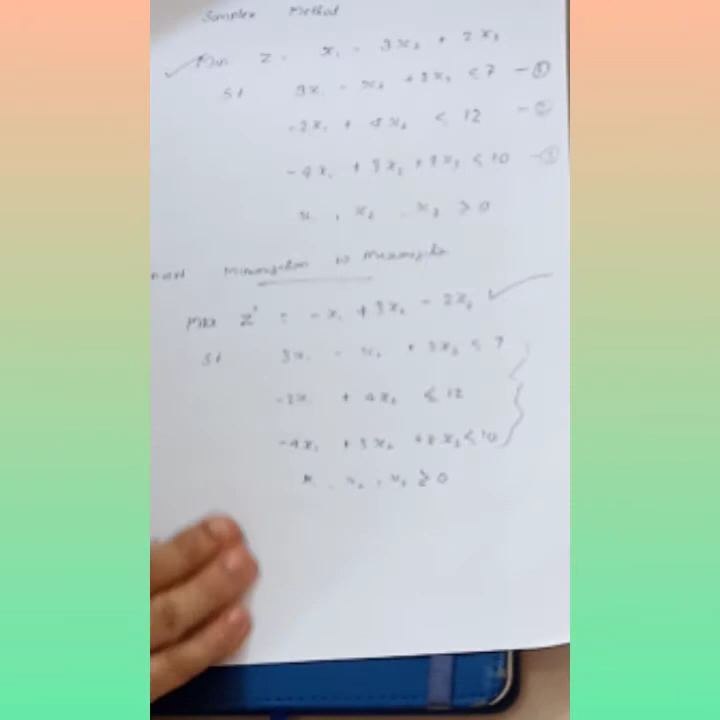 Simplex Method
Min Z = x₁ - 3x₂ + 2x₃
St 3x₁ - x₂ + 3x₃ ≤ 7 - ①
-2x₁ + 4x₂ ≤ 12 - ②
-4x₁ + 3x₂ + 8x₃ ≤ 10 - ③
x₁, x₂, x₃ ≥ 0
Minimization to Maximization
Max Z' = -x₁ + 3x₂ - 2x₃
St 3x₁ - x₂ + 3x₃ ≤ 7
-2x₁ + 4x₂ ≤ 12
-4x₁ + 3x₂ + 8x₃ ≤ 10
x₁, x₂, x₃ ≥ 0